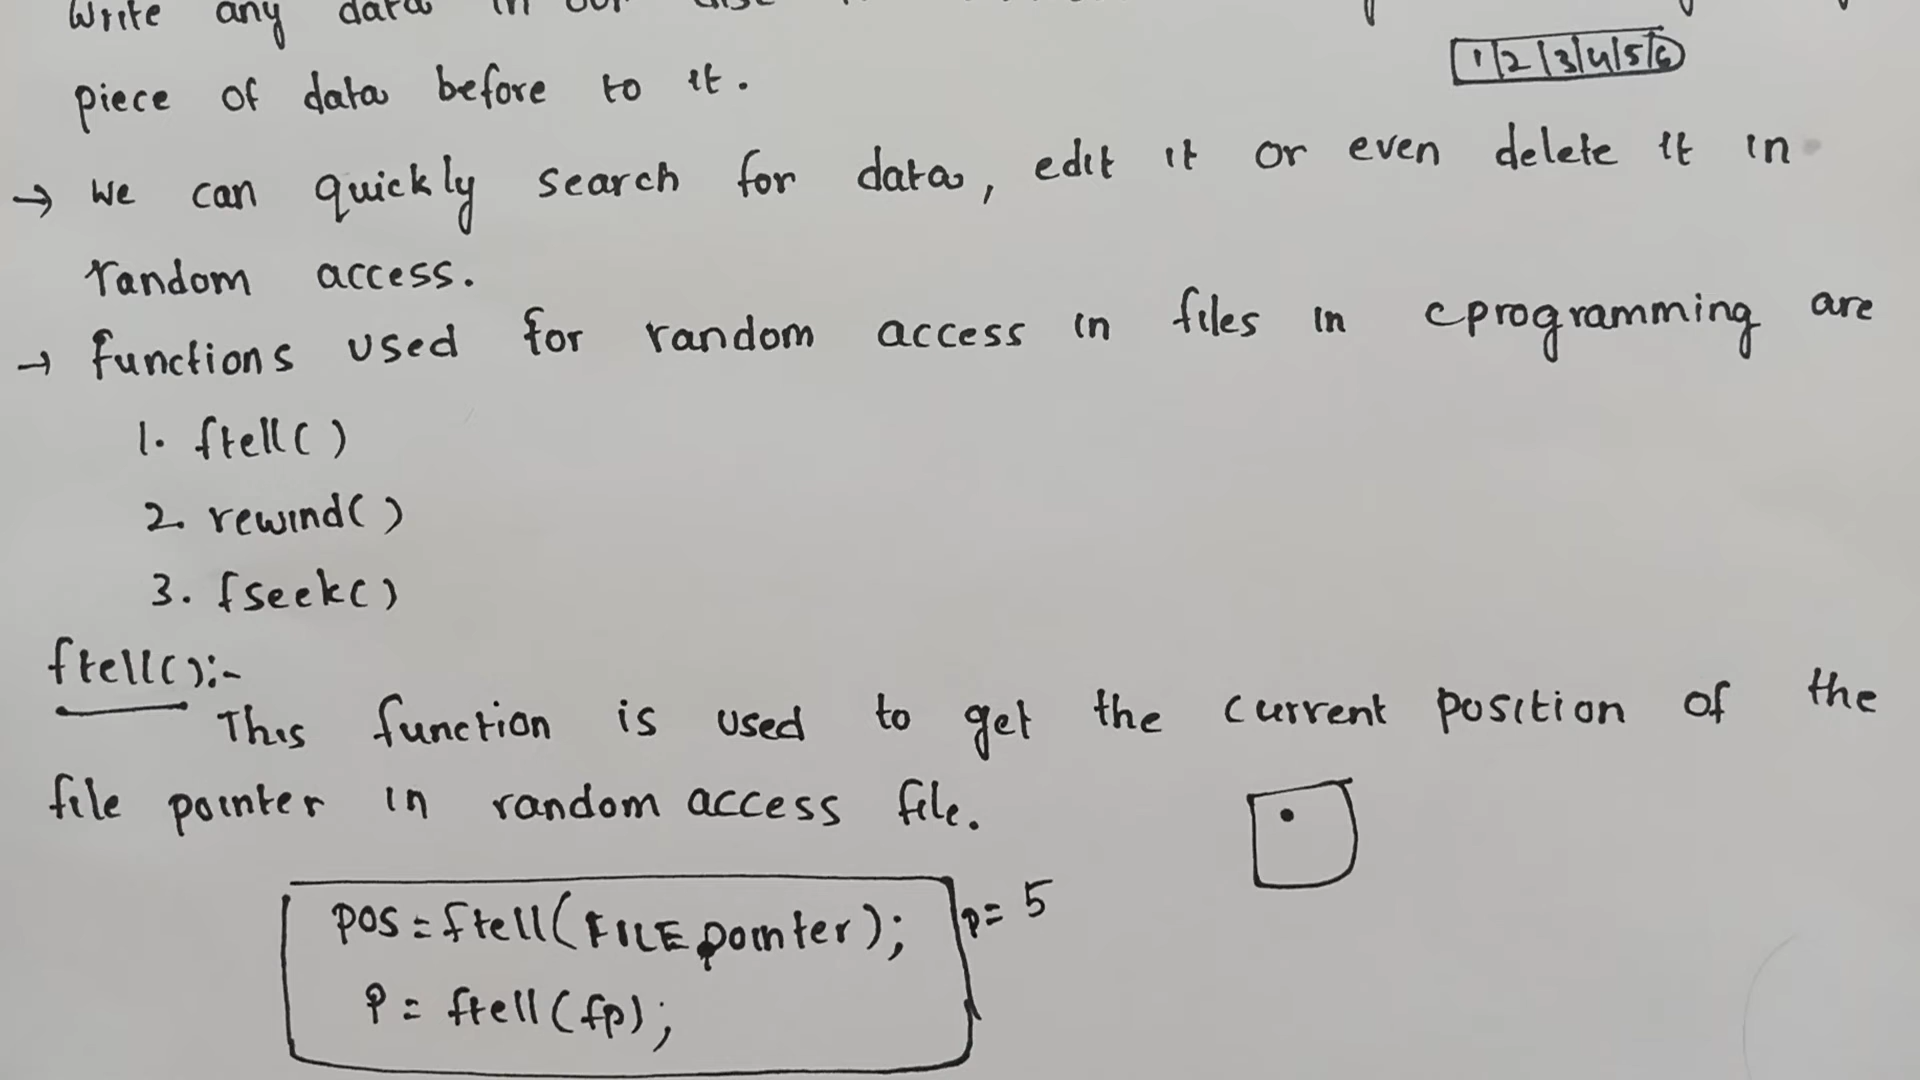 write any data in our
piece of data before to it.
1 2 3 4 5 6
→ we can quickly search for data, edit it or even delete it in
random access.
→ functions used for random access in files in cprogramming are
1. ftell( )
2. rewind( )
3. fseek( )
ftell():-
This function is used to get the current position of the
file pointer in random access file.
pos = ftell(FILE pointer); p= 5
p = ftell(fp);